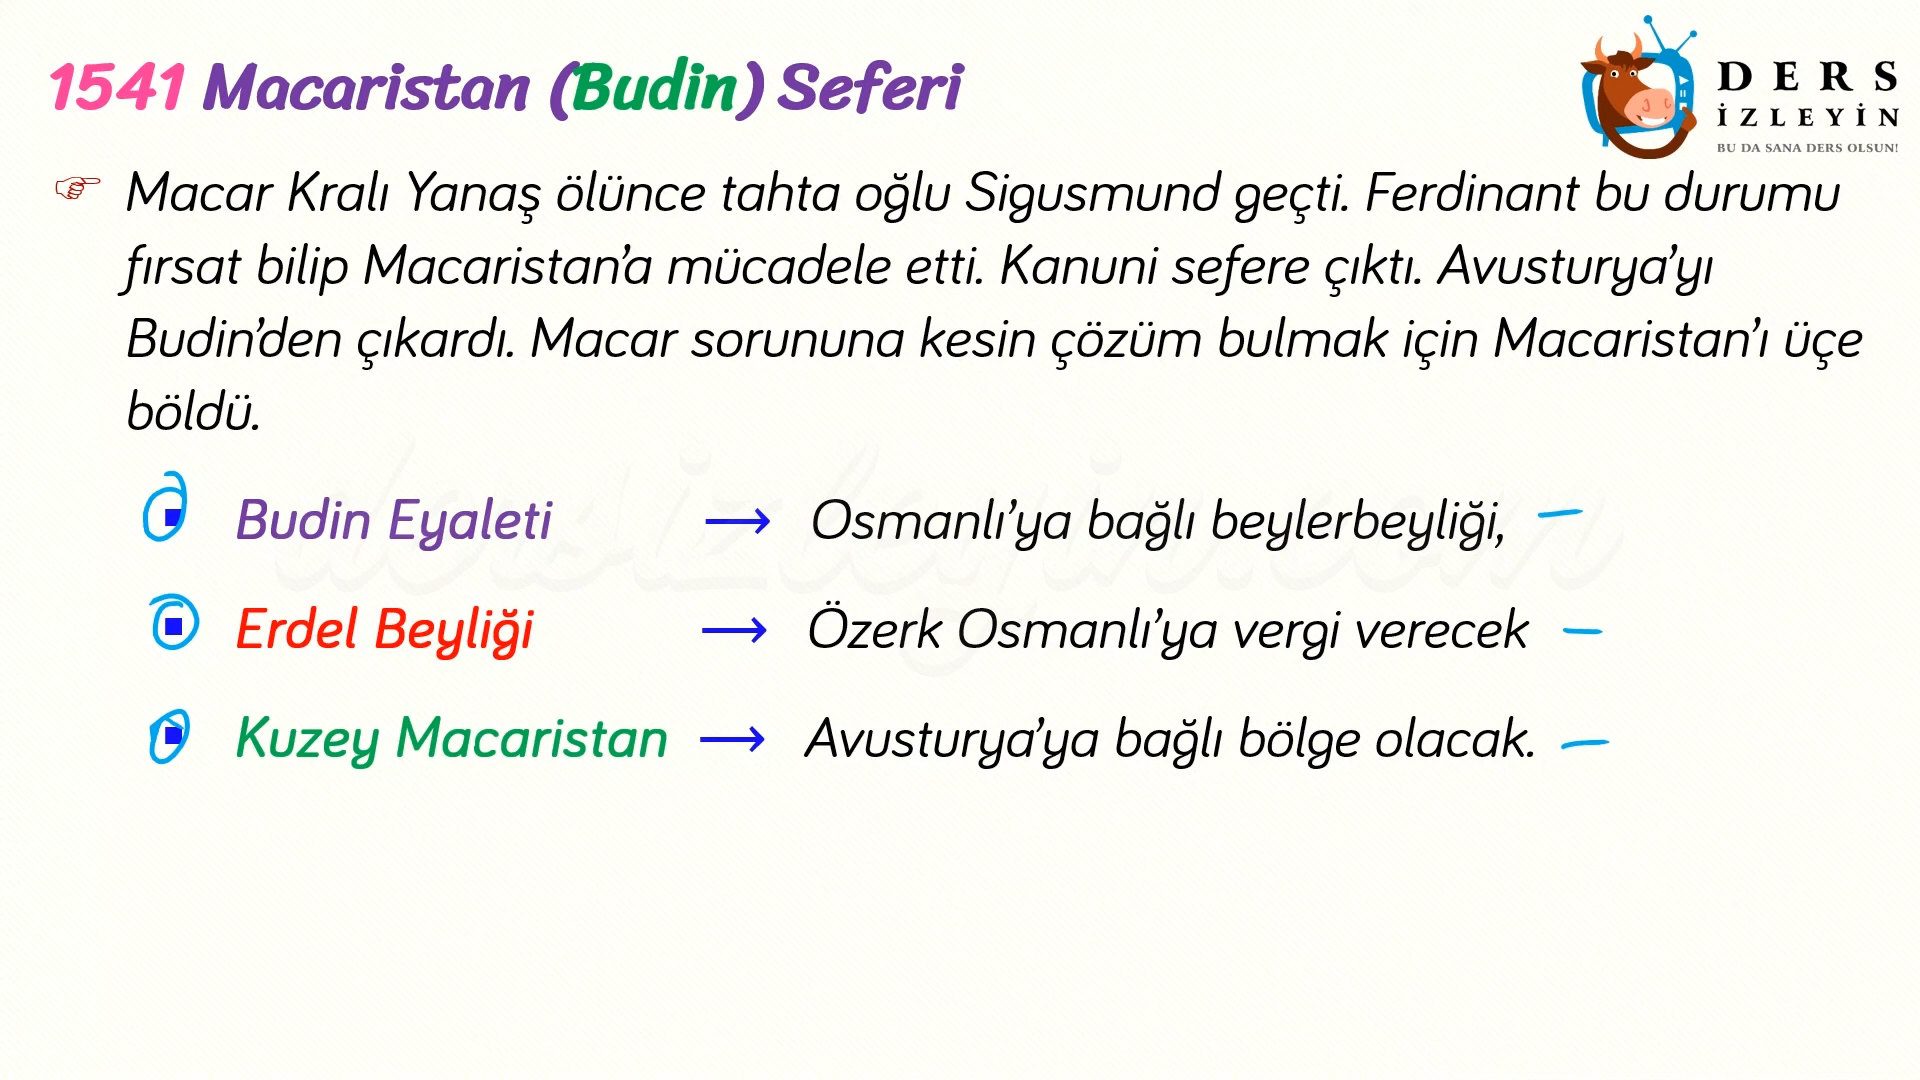 1541 Macaristan (Budin) Seferi
DERS
İZLEYİN
BU DA SANA DERS OLSUN!
Macar Kralı Yanaş ölünce tahta oğlu Sigusmund geçti. Ferdinant bu durumu
fırsat bilip Macaristan’a mücadele etti. Kanuni sefere çıktı. Avusturya’yı
Budin’den çıkardı. Macar sorununa kesin çözüm bulmak için Macaristan’ı üçe
böldü.
dersizleyin.com
Budin Eyaleti → Osmanlı’ya bağlı beylerbeyliği,
Erdel Beyliği → Özerk Osmanlı’ya vergi verecek
Kuzey Macaristan → Avusturya’ya bağlı bölge olacak.